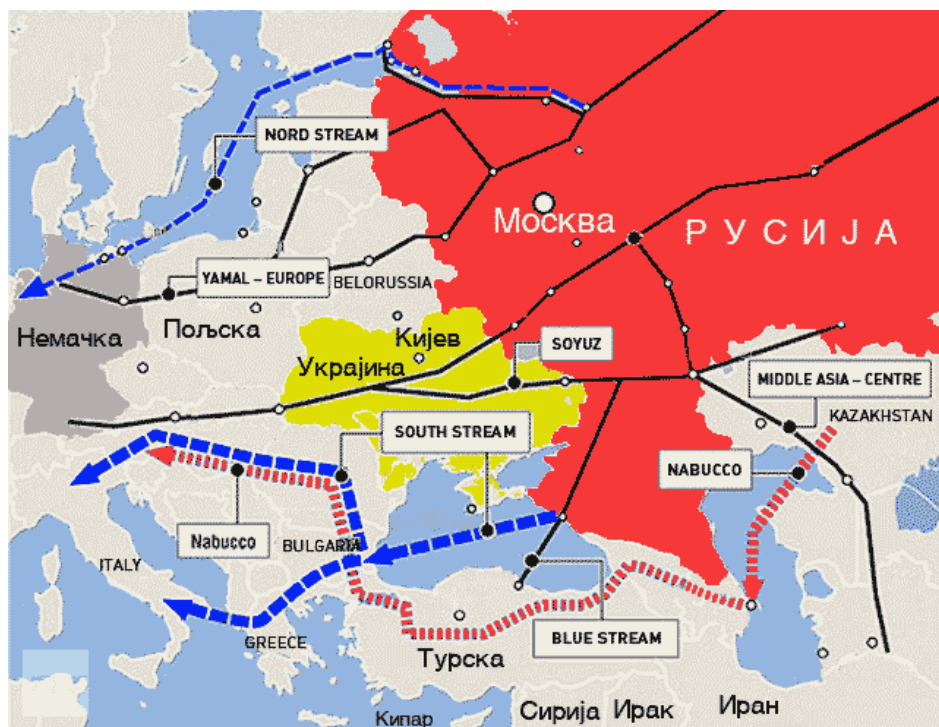 NORD STREAM
Москва
РУСИЈА
YAMAL – EUROPE
BELORUSSIA
Немачка
Пољска
Кијев
Украјина
SOYUZ
MIDDLE ASIA – CENTRE
KAZAKHSTAN
SOUTH STREAM
NABUCCO
Nabucco
BULGARIA
ITALY
GREECE
BLUE STREAM
Турска
Сирија
Ирак
Иран
Кипар